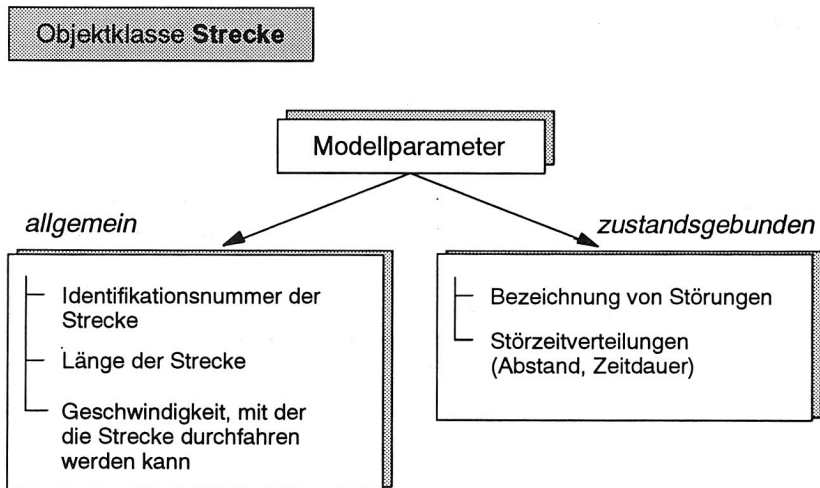 Objektklasse Strecke
Modellparameter
allgemein
Identifikationsnummer der
Strecke
Länge der Strecke
Geschwindigkeit, mit der
die Strecke durchfahren
werden kann
zustandsgebunden
Bezeichnung von Störungen
Störzeitverteilungen
(Abstand, Zeitdauer)